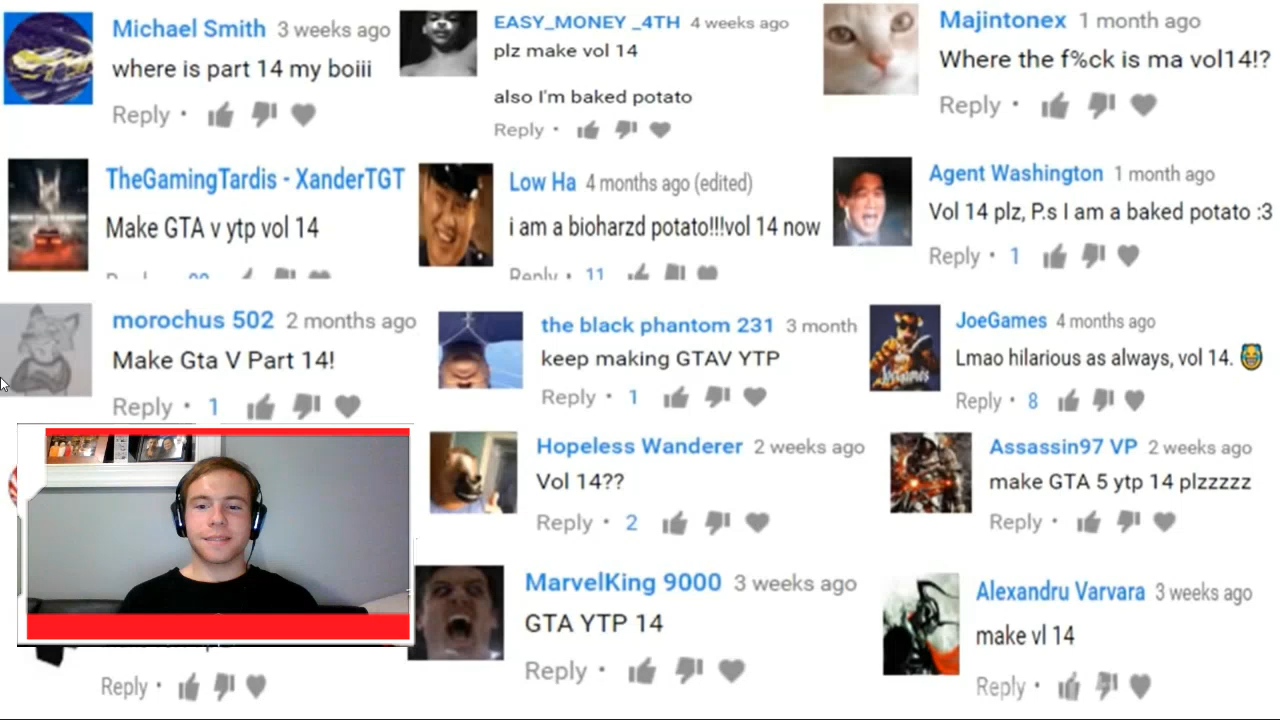 Michael Smith 3 weeks ago
where is part 14 my boiii
Reply •
EASY_MONEY _4TH 4 weeks ago
plz make vol 14
also I'm baked potato
Reply •
Majintonex 1 month ago
Where the f%ck is ma vol14!?
Reply •
TheGamingTardis - XanderTGT
Make GTA v ytp vol 14
Low Ha 4 months ago (edited)
i am a bioharzd potato!!!vol 14 now
Reply • 11
Agent Washington 1 month ago
Vol 14 plz, P.s I am a baked potato :3
Reply • 1
morochus 502 2 months ago
Make Gta V Part 14!
Reply • 1
the black phantom 231 3 month
keep making GTAV YTP
Reply • 1
JoeGames 4 months ago
Lmao hilarious as always, vol 14.
Reply • 8
JoeGames
Hopeless Wanderer 2 weeks ago
Vol 14??
Reply • 2
Assassin97 VP 2 weeks ago
make GTA 5 ytp 14 plzzzzz
Reply •
MarvelKing 9000 3 weeks ago
GTA YTP 14
Reply •
Alexandru Varvara 3 weeks ago
make vl 14
Reply •
Reply •